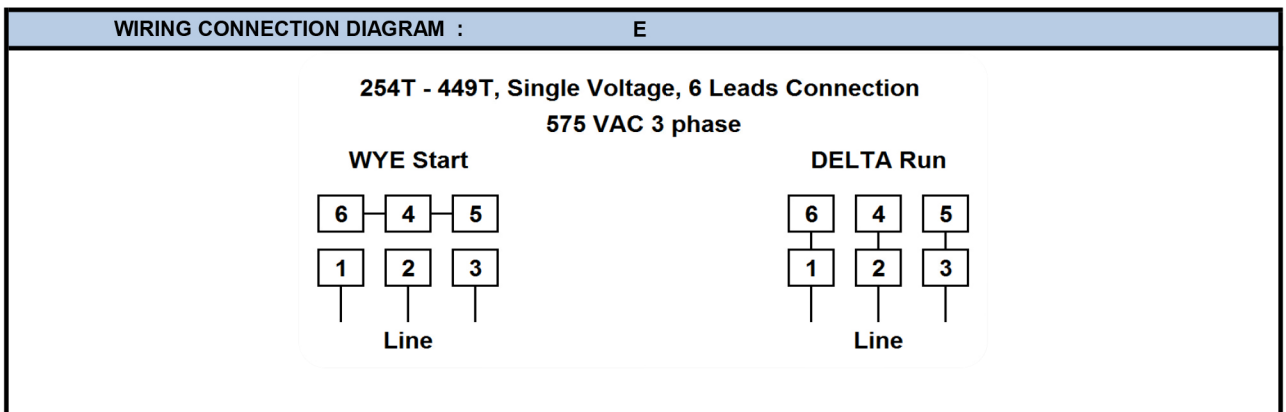 WIRING CONNECTION DIAGRAM : E
254T - 449T, Single Voltage, 6 Leads Connection
575 VAC 3 phase
WYE Start DELTA Run
6 4 5 6 4 5
1 2 3 1 2 3
Line Line